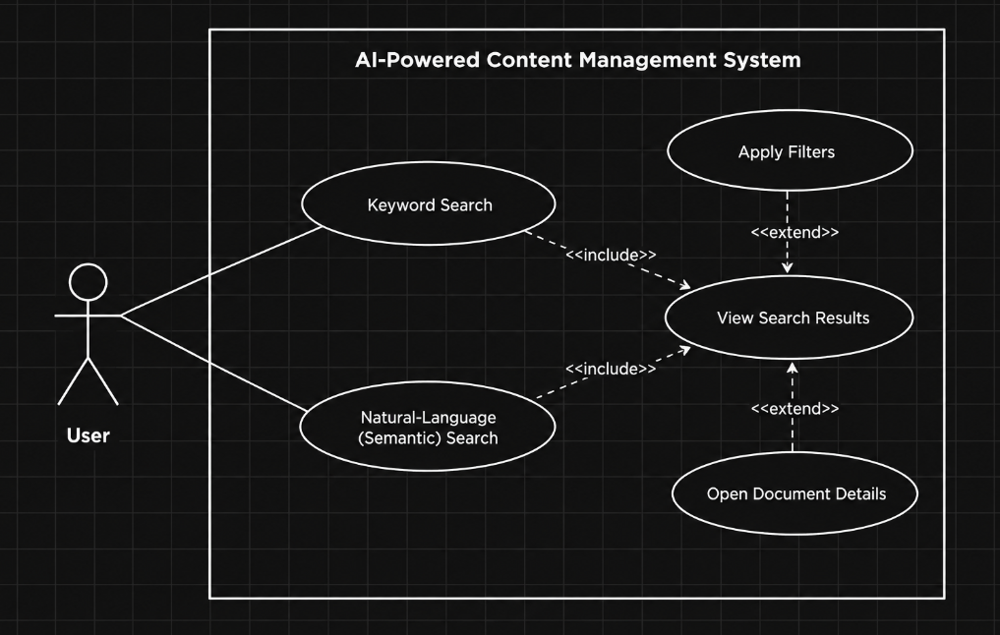 AI-Powered Content Management System
Apply Filters
Keyword Search
<<extend>>
<<include>>
View Search Results
<<include>>
<<extend>>
Natural-Language
(Semantic) Search
User
Open Document Details